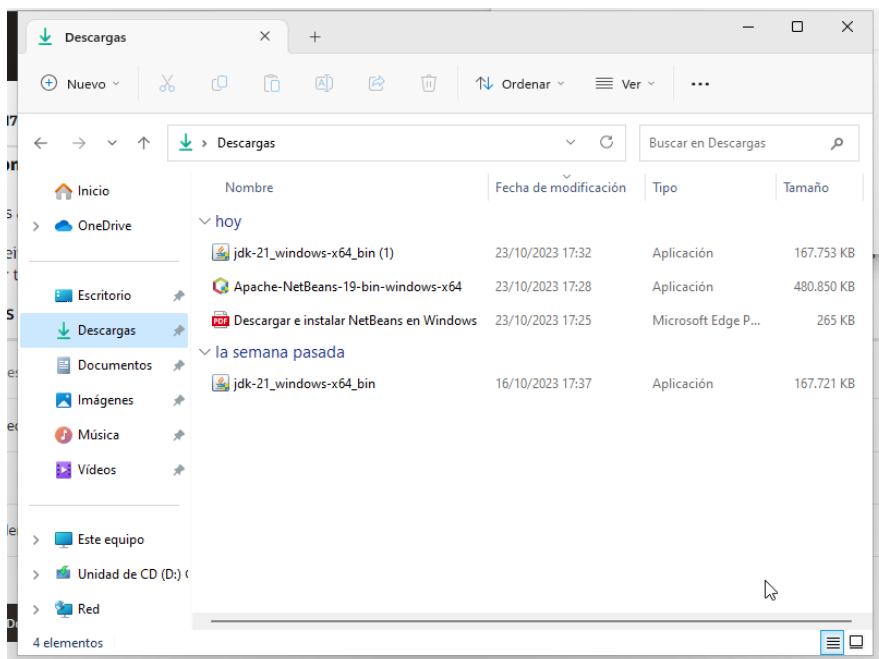 Descargas
Nuevo
Ordenar
Ver
Descargas
Buscar en Descargas
Nombre
Fecha de modificación
Tipo
Tamaño
Inicio
OneDrive
Escritorio
Descargas
Documentos
Imágenes
Música
Vídeos
Este equipo
Unidad de CD (D:)
Red
hoy
jdk-21_windows-x64_bin (1) 23/10/2023 17:32 Aplicación 167.753 KB
Apache-NetBeans-19-bin-windows-x64 23/10/2023 17:28 Aplicación 480.850 KB
PDF Descargar e instalar NetBeans en Windows 23/10/2023 17:25 Microsoft Edge P... 265 KB
la semana pasada
jdk-21_windows-x64_bin 16/10/2023 17:37 Aplicación 167.721 KB
4 elementos